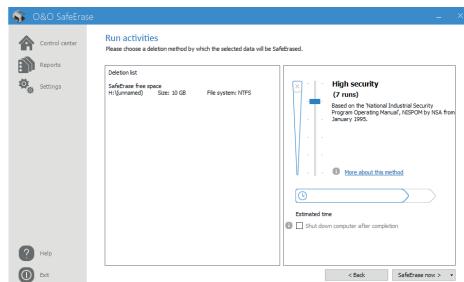 O&O SafeErase
Control center
Reports
Settings
Help
Exit
Run activities
Please choose a deletion method by which the selected data will be SafeErased.
Deletion list
SafeErase free space
H:\(unnamed) Size: 10 GB File system: NTFS
High security
(7 runs)
Based on the 'National Industrial Security
Program Operating Manual', NISPOM by NSA from
January 1995.
More about this method
Estimated time
Shut down computer after completion
< Back
SafeErase now >